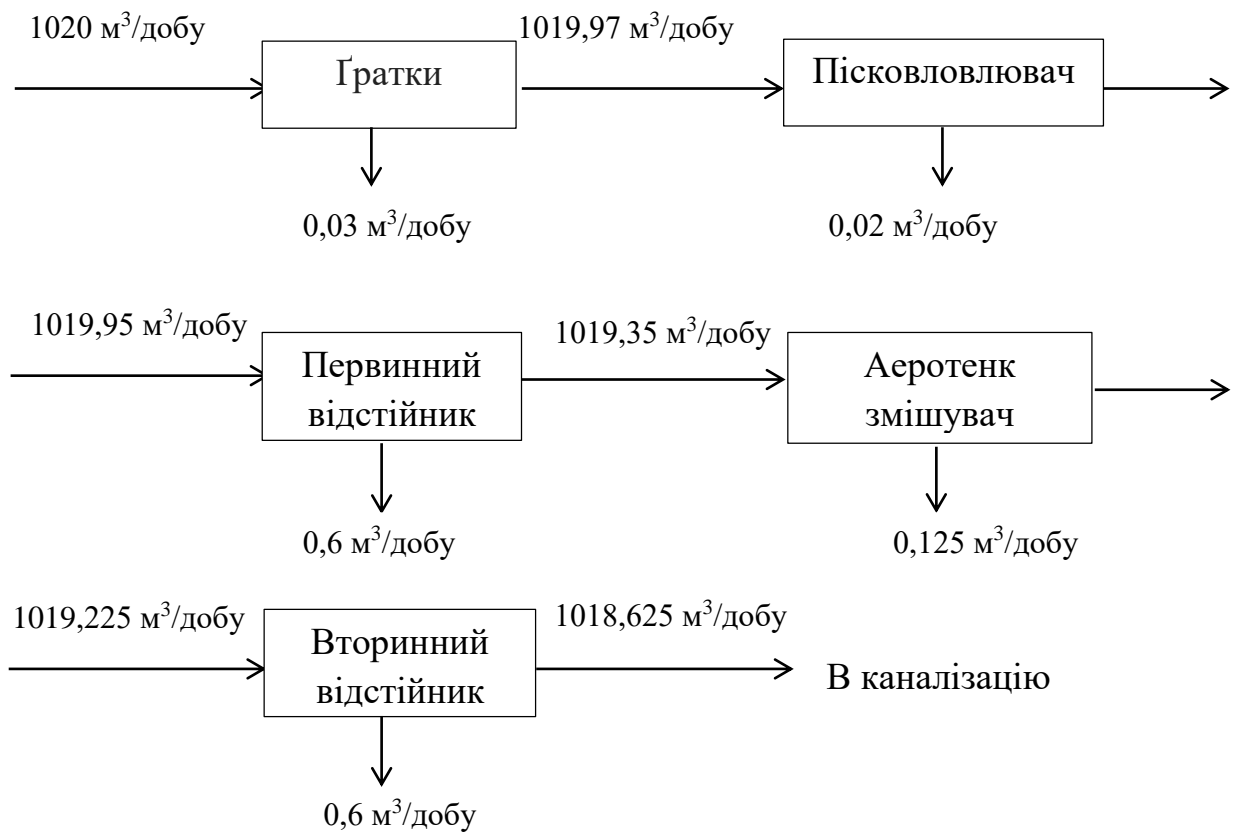 1020 м³/добу
1019,97 м³/добу
Ґратки
Пісковловлювач
0,03 м³/добу
0,02 м³/добу
1019,95 м³/добу
1019,35 м³/добу
Первинний
відстійник
Аеротенк
змішувач
0,6 м³/добу
0,125 м³/добу
1019,225 м³/добу
1018,625 м³/добу
Вторинний
відстійник
В каналізацію
0,6 м³/добу